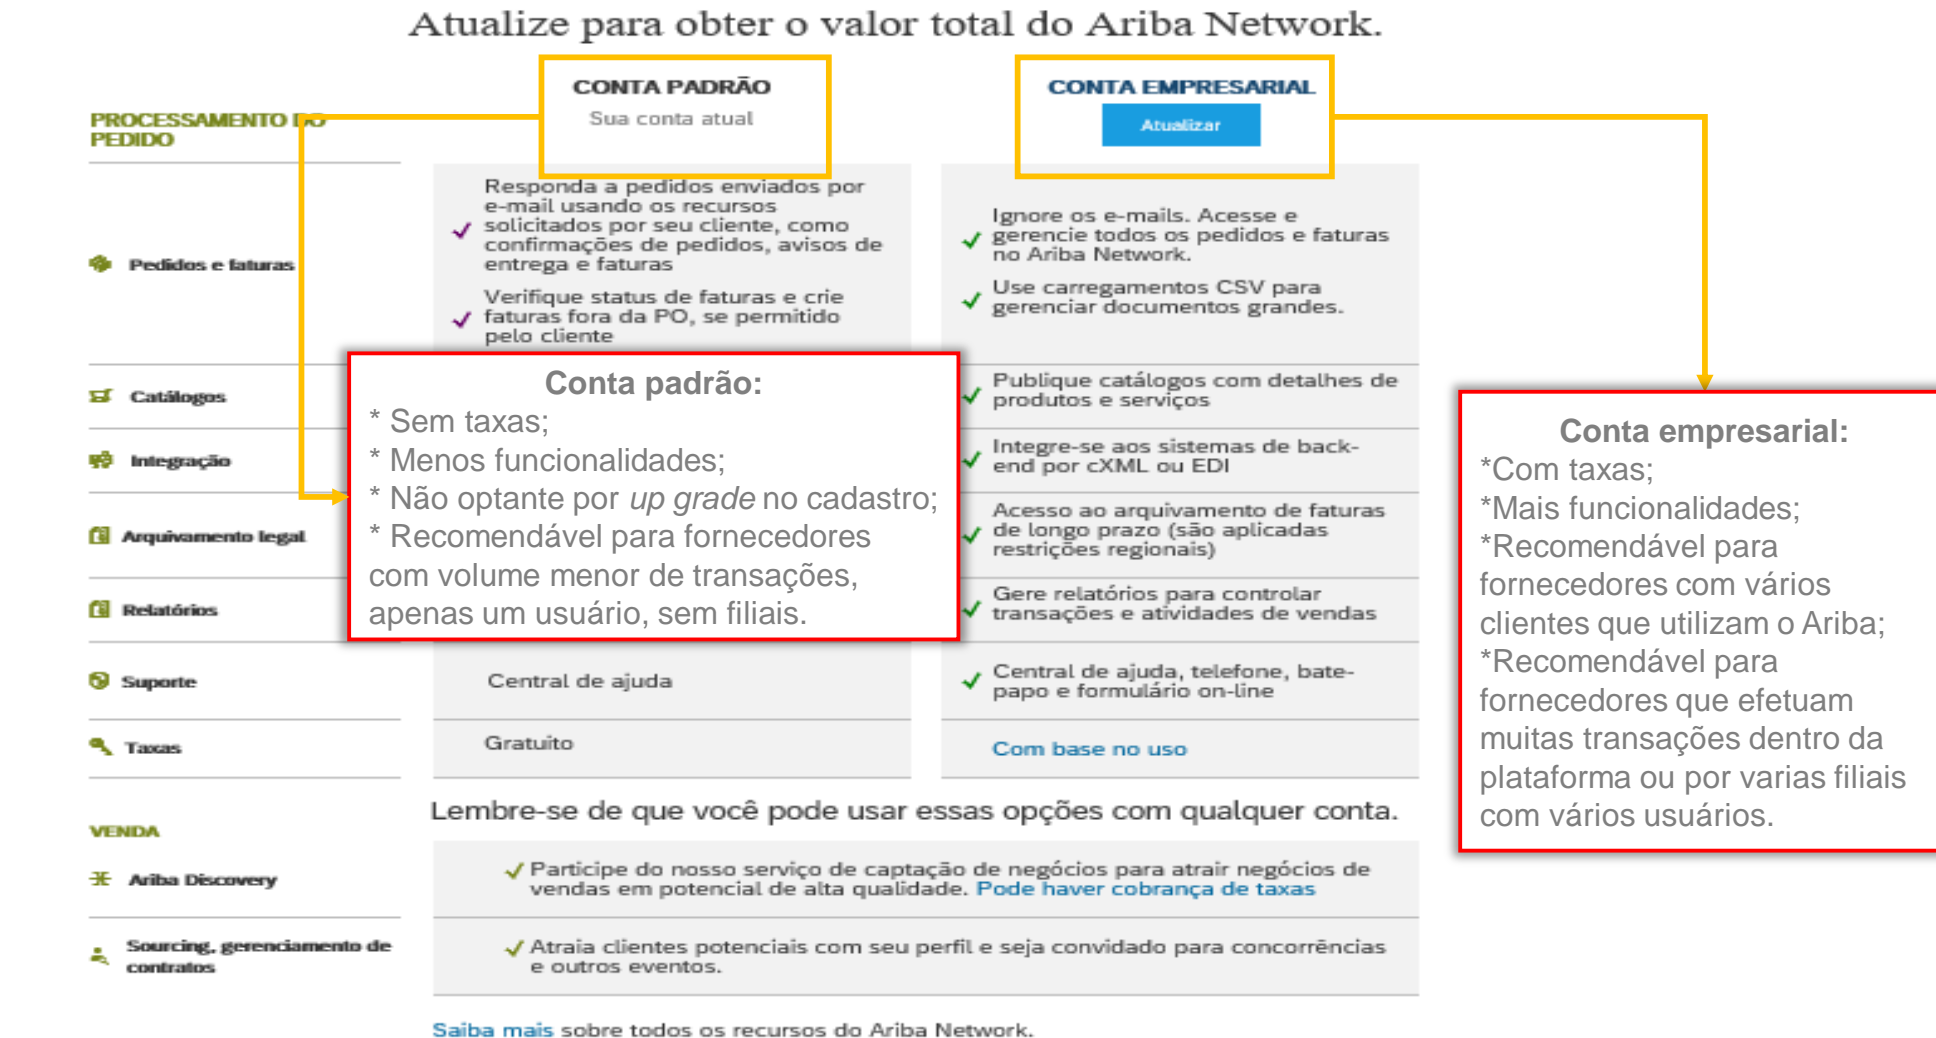 Atualize para obter o valor total do Ariba Network.
CONTA PADRÃO
Sua conta atual
CONTA EMPRESARIAL
Atualizar
PROCESSAMENTO DO
PEDIDO
Pedidos e faturas
Responda a pedidos enviados por
e-mail usando os recursos
solicitados por seu cliente, como
confirmações de pedidos, avisos de
entrega e faturas
Verifique status de faturas e crie
faturas fora da PO, se permitido
pelo cliente
Ignore os e-mails. Acesse e
gerencie todos os pedidos e faturas
no Ariba Network.
Use carregamentos CSV para
gerenciar documentos grandes.
Catálogos
Publique catálogos com detalhes de
produtos e serviços
Integração
Integre-se aos sistemas de back-
end por cXML ou EDI
Arquivamento legal
Acesso ao arquivamento de faturas
de longo prazo (são aplicadas
restrições regionais)
Relatórios
Gere relatórios para controlar
transações e atividades de vendas
Conta padrão:
* Sem taxas;
* Menos funcionalidades;
* Não optante por up grade no cadastro;
* Recomendável para fornecedores
com volume menor de transações,
apenas um usuário, sem filiais.
Conta empresarial:
*Com taxas;
*Mais funcionalidades;
*Recomendável para
fornecedores com vários
clientes que utilizam o Ariba;
*Recomendável para
fornecedores que efetuam
muitas transações dentro da
plataforma ou por varias filiais
com vários usuários.
Suporte
Central de ajuda
Central de ajuda, telefone, bate-
papo e formulário on-line
Taxas
Gratuito
Com base no uso
Lembre-se de que você pode usar essas opções com qualquer conta.
VENDA
Ariba Discovery
Participe do nosso serviço de captação de negócios para atrair negócios de
vendas em potencial de alta qualidade. Pode haver cobrança de taxas
Sourcing, gerenciamento de
contratos
Atraia clientes potenciais com seu perfil e seja convidado para concorrências
e outros eventos.
Saiba mais sobre todos os recursos do Ariba Network.